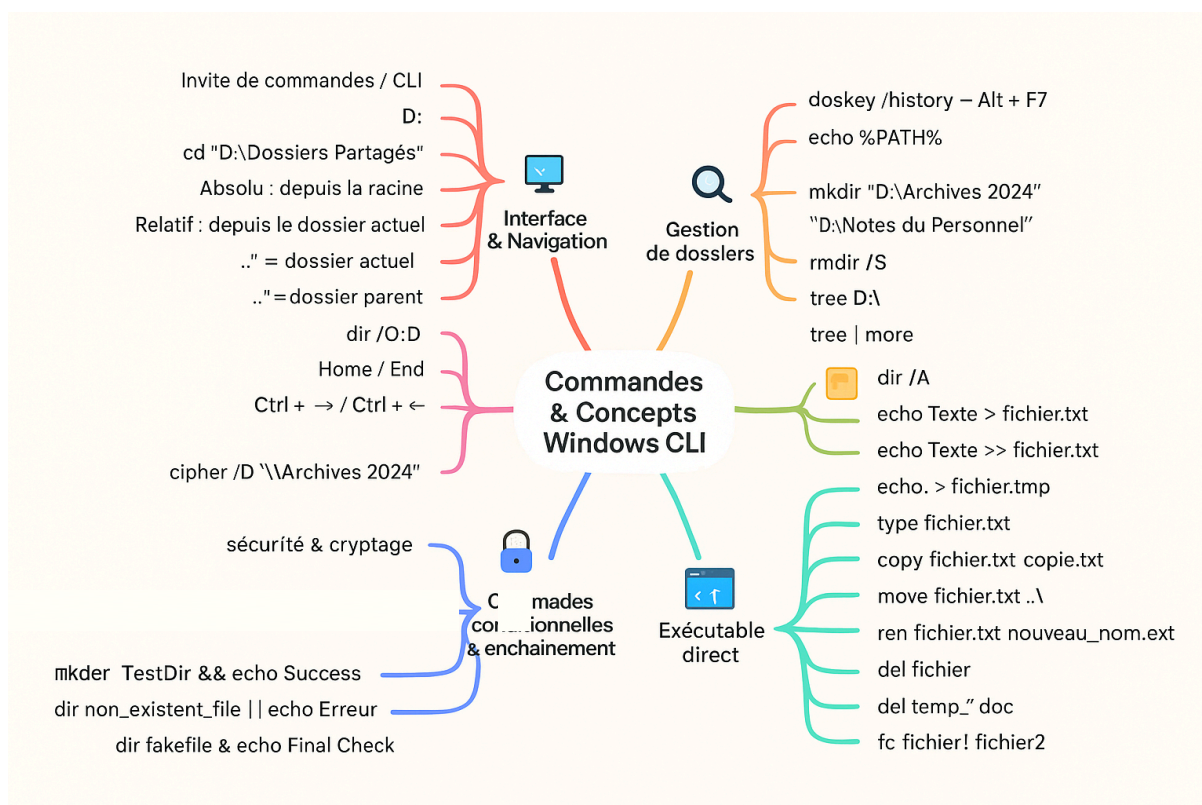 Invite de commandes / CLI
D:
cd "D:\Dossiers Partagés"
Absolu : depuis la racine
Relatif : depuis le dossier actuel
.." = dossier actuel
.."=dossier parent
Interface
& Navigation
dir /O:D
Home / End
Ctrl + → / Ctrl + ←
cipher /D ‟\\Archives 2024”
doskey /history – Alt + F7
echo %PATH%
mkdir "D:\Archives 2024”
‟D:\Notes du Personnel”
rmdir /S
tree D:\
tree | more
Gestion
de dosslers
Commandes
& Concepts
Windows CLI
dir /A
echo Texte > fichier.txt
echo Texte >> fichier.txt
echo. > fichier.tmp
type fichier.txt
copy fichier.txt copie.txt
move fichier.txt ..\
ren fichier.txt nouveau_nom.ext
del fichier
del temp_” doc
fc fichier! fichier2
Exécutable
direct
sécuríté & cryptage
mades
& enchainement
mkder TestDir && echo Success
dir non_existent_file || echo Erreur
dir fakefile & echo Final Check